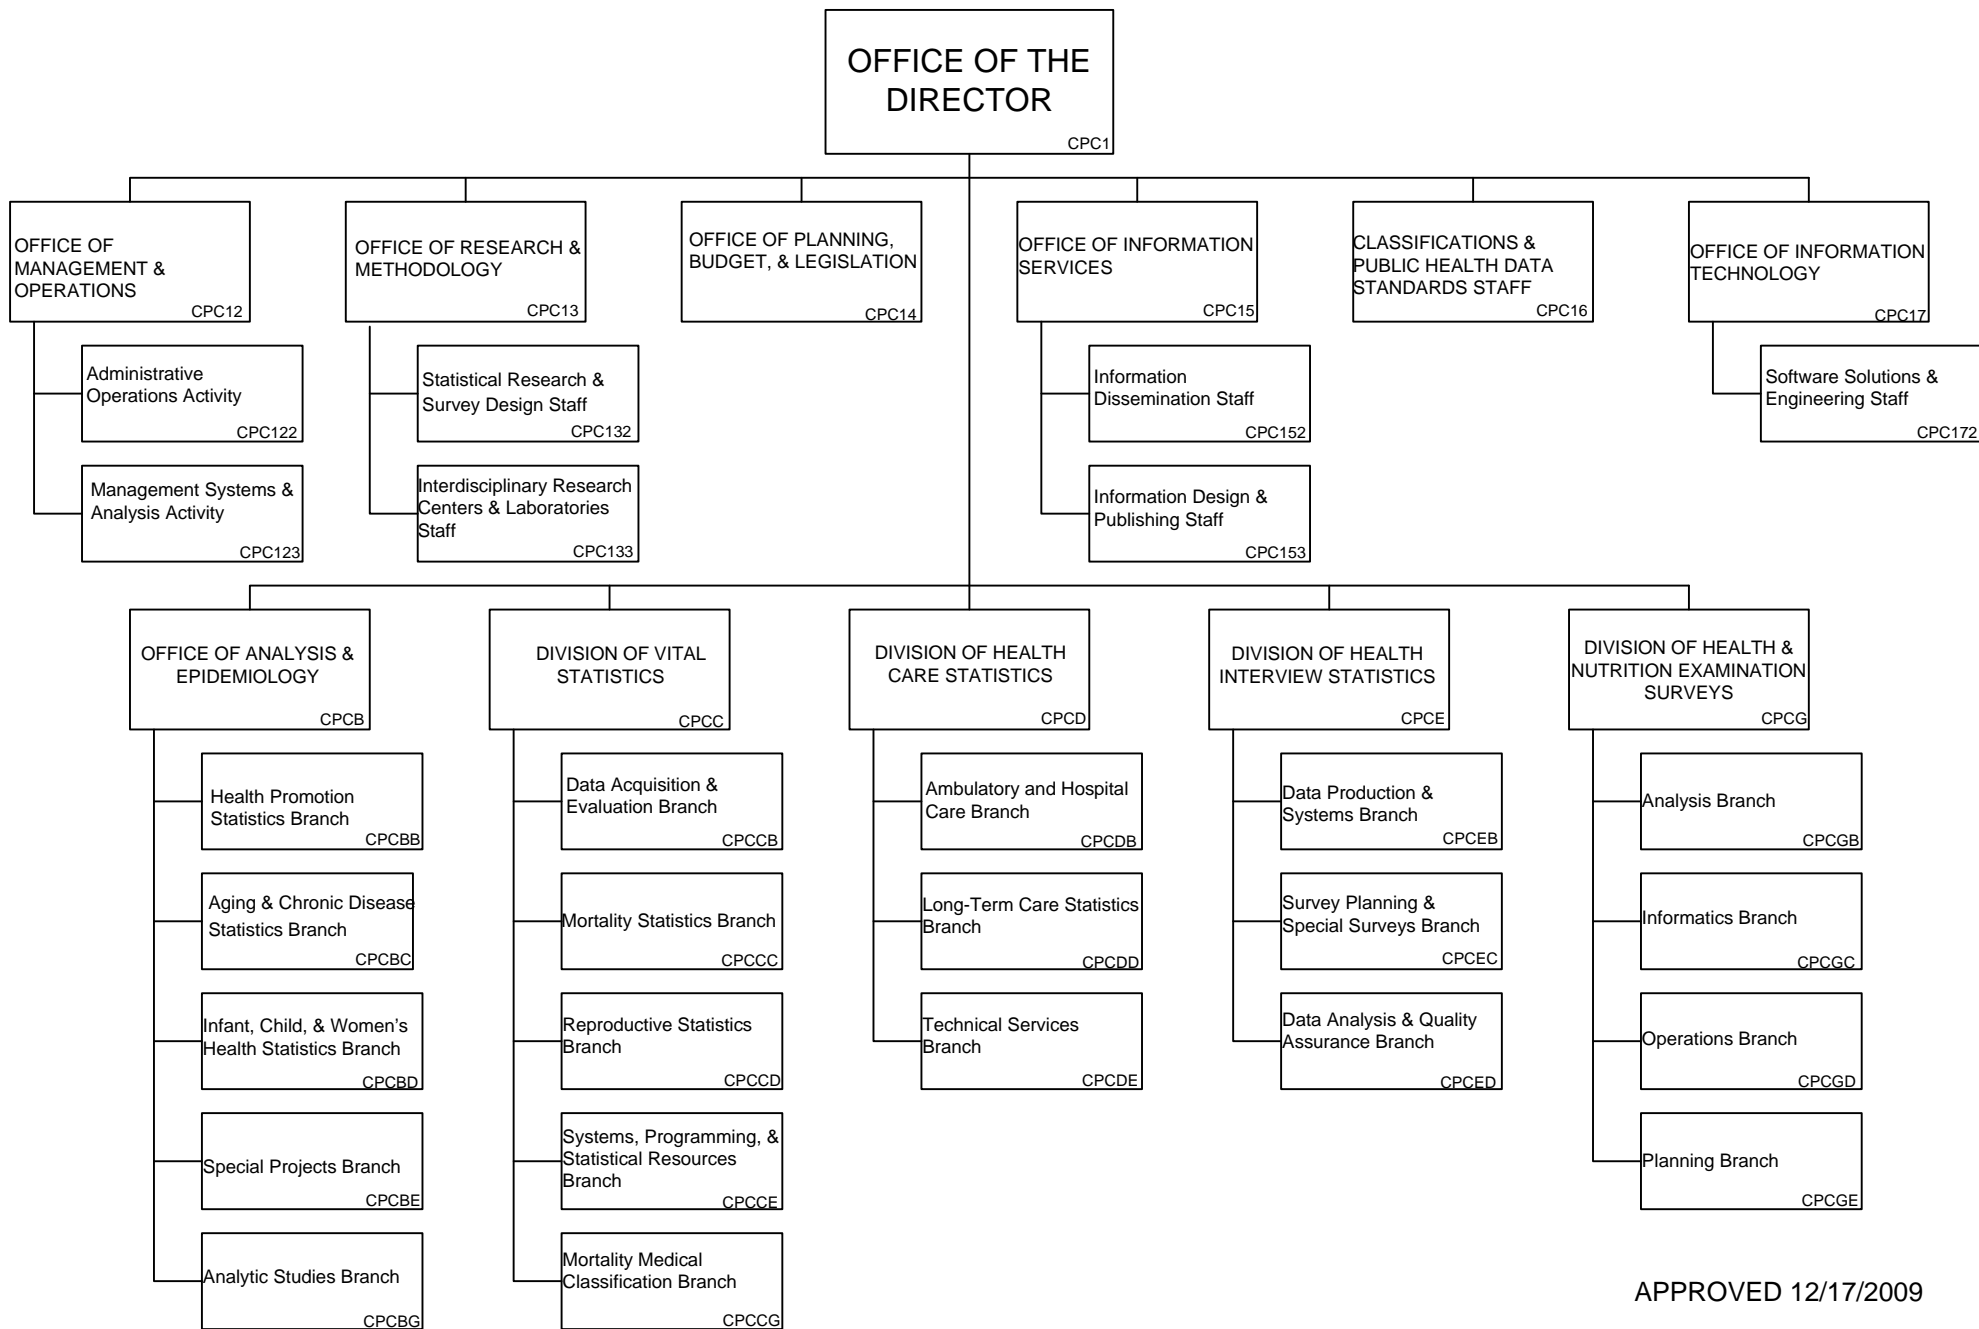 OFFICE OF THE
DIRECTOR
CPC1
OFFICE OF
MANAGEMENT &
OPERATIONS
CPC12
OFFICE OF RESEARCH &
METHODOLOGY
CPC13
OFFICE OF PLANNING,
BUDGET, & LEGISLATION
CPC14
OFFICE OF INFORMATION
SERVICES
CPC15
CLASSIFICATIONS &
PUBLIC HEALTH DATA
STANDARDS STAFF
CPC16
OFFICE OF INFORMATION
TECHNOLOGY
CPC17
Administrative
Operations Activity
CPC122
Statistical Research &
Survey Design Staff
CPC132
Information
Dissemination Staff
CPC152
Software Solutions &
Engineering Staff
CPC172
Management Systems &
Analysis Activity
CPC123
Interdisciplinary Research
Centers & Laboratories
Staff
CPC133
Information Design &
Publishing Staff
CPC153
OFFICE OF ANALYSIS &
EPIDEMIOLOGY
CPCB
DIVISION OF VITAL
STATISTICS
CPCC
DIVISION OF HEALTH
CARE STATISTICS
CPCD
DIVISION OF HEALTH
INTERVIEW STATISTICS
CPCE
DIVISION OF HEALTH &
NUTRITION EXAMINATION
SURVEYS
CPCG
Health Promotion
Statistics Branch
CPCBB
Data Acquisition &
Evaluation Branch
CPCCB
Ambulatory and Hospital
Care Branch
CPCDB
Data Production &
Systems Branch
CPCEB
Analysis Branch
CPCGB
Aging & Chronic Disease
Statistics Branch
CPCBC
Mortality Statistics Branch
CPCCC
Long-Term Care Statistics
Branch
CPCDD
Survey Planning &
Special Surveys Branch
CPCEC
Informatics Branch
CPCGC
Infant, Child, & Women’s
Health Statistics Branch
CPCBD
Reproductive Statistics
Branch
CPCCD
Technical Services
Branch
CPCDE
Data Analysis & Quality
Assurance Branch
CPCED
Operations Branch
CPCGD
Special Projects Branch
CPCBE
Systems, Programming, &
Statistical Resources
Branch
CPCCE
Planning Branch
CPCGE
Analytic Studies Branch
CPCBG
Mortality Medical
Classification Branch
CPCCG
APPROVED 12/17/2009